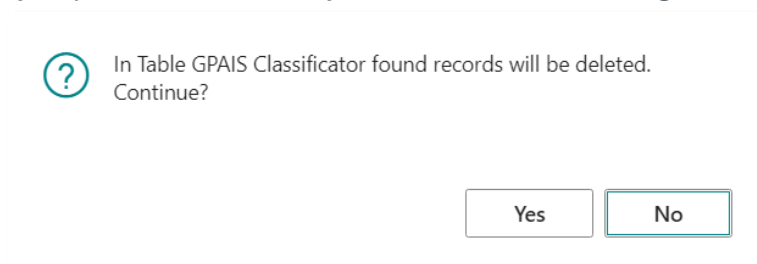 In Table GPAIS Classificator found records will be deleted.
Continue?
Yes
No